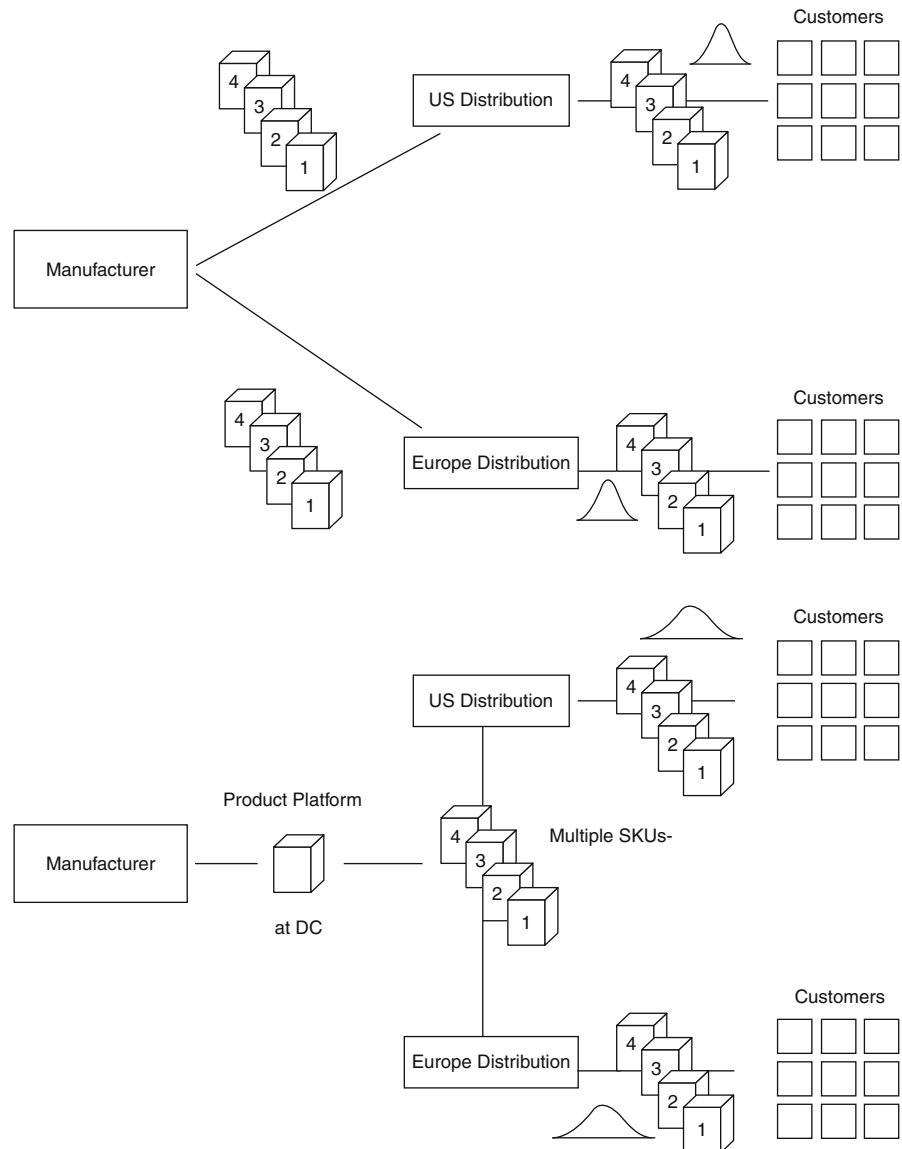 Customers
4
3
2
1
US Distribution
4
3
2
1
Manufacturer
4
3
2
1
Europe Distribution
Customers
4
3
2
1
Customers
US Distribution
4
3
2
1
Product Platform
Manufacturer
at DC
4
3
2
1
Multiple SKUs-
Customers
Europe Distribution
4
3
2
1